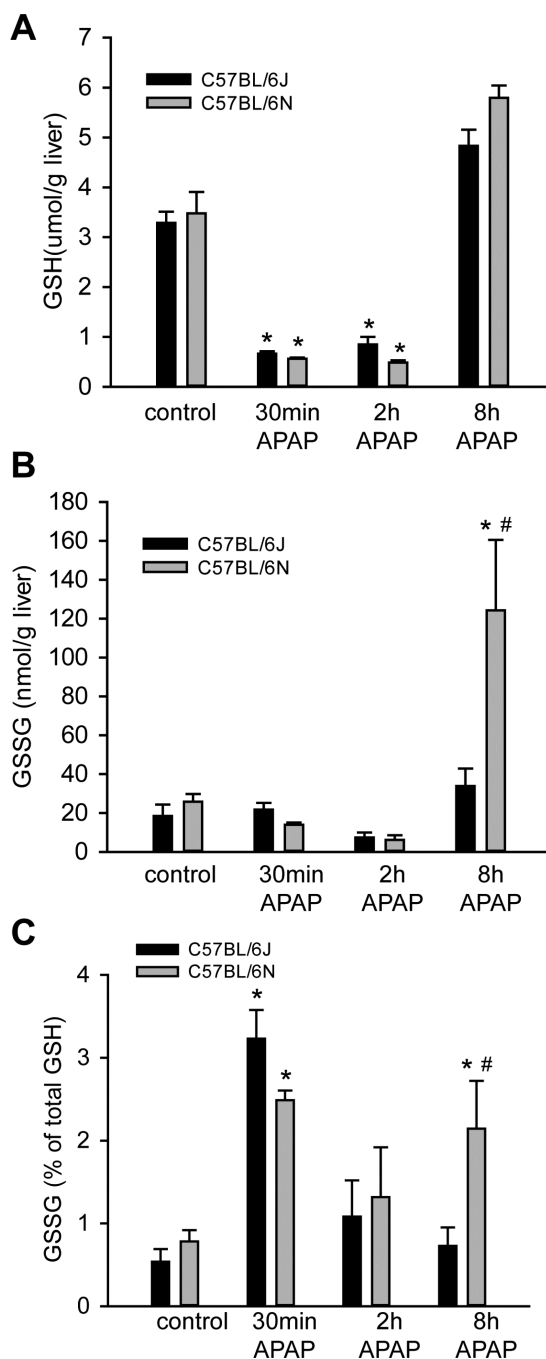 A
7
6
5
4
3
2
1
0
GSH(umol/g liver)
C57BL/6J
C57BL/6N
* * * *
control 30min 2h 8h
APAP APAP APAP
B
180
160
140
120
100
80
60
40
20
0
GSSG (nmol/g liver)
C57BL/6J
C57BL/6N
* #
control 30min 2h 8h
APAP APAP APAP
C
C57BL/6J
C57BL/6N
4
3
2
1
0
GSSG (% of total GSH)
* * * #
control 30min 2h 8h
APAP APAP APAP